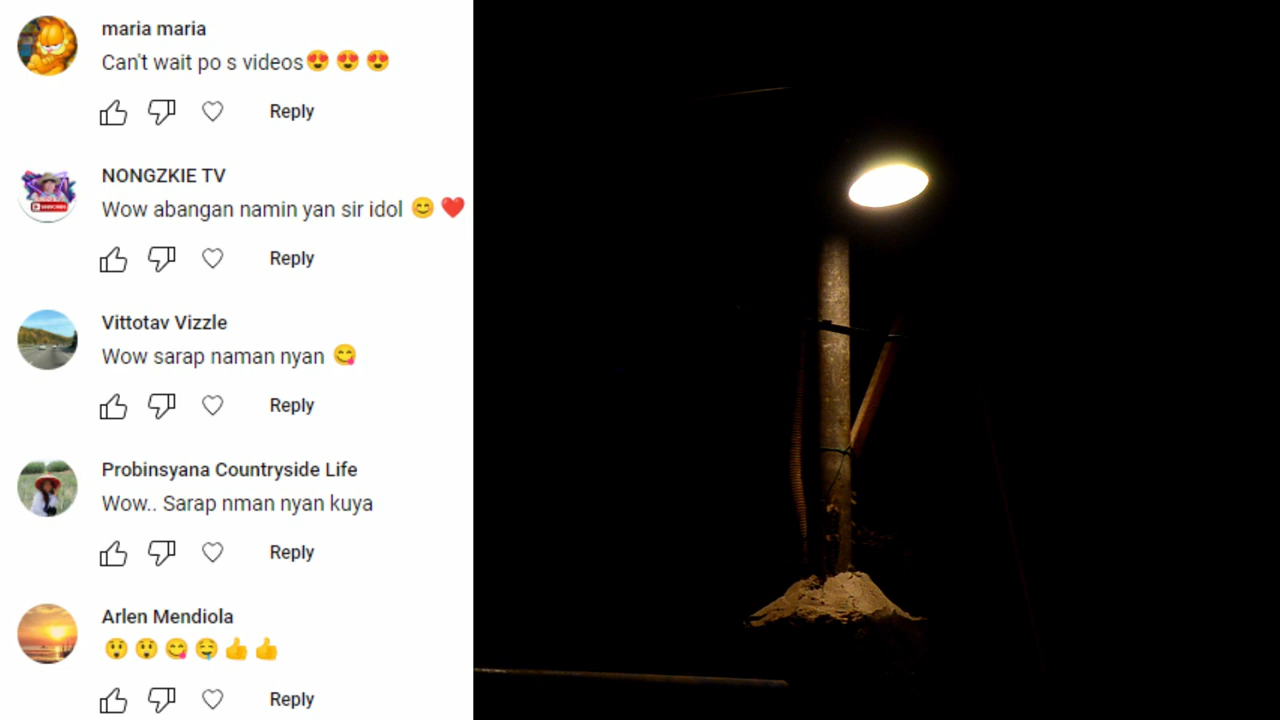 maria maria
Can't wait po s videos😍 😍 😍
Reply
NONGZKIE TV
Wow abangan namin yan sir idol 😊 ❤️
Reply
Vittotav Vizzle
Wow sarap naman nyan 😋
Reply
Probinsyana Countryside Life
Wow.. Sarap nman nyan kuya
Reply
Arlen Mendiola
😲 😲 😋 🤤 👍 👍
Reply